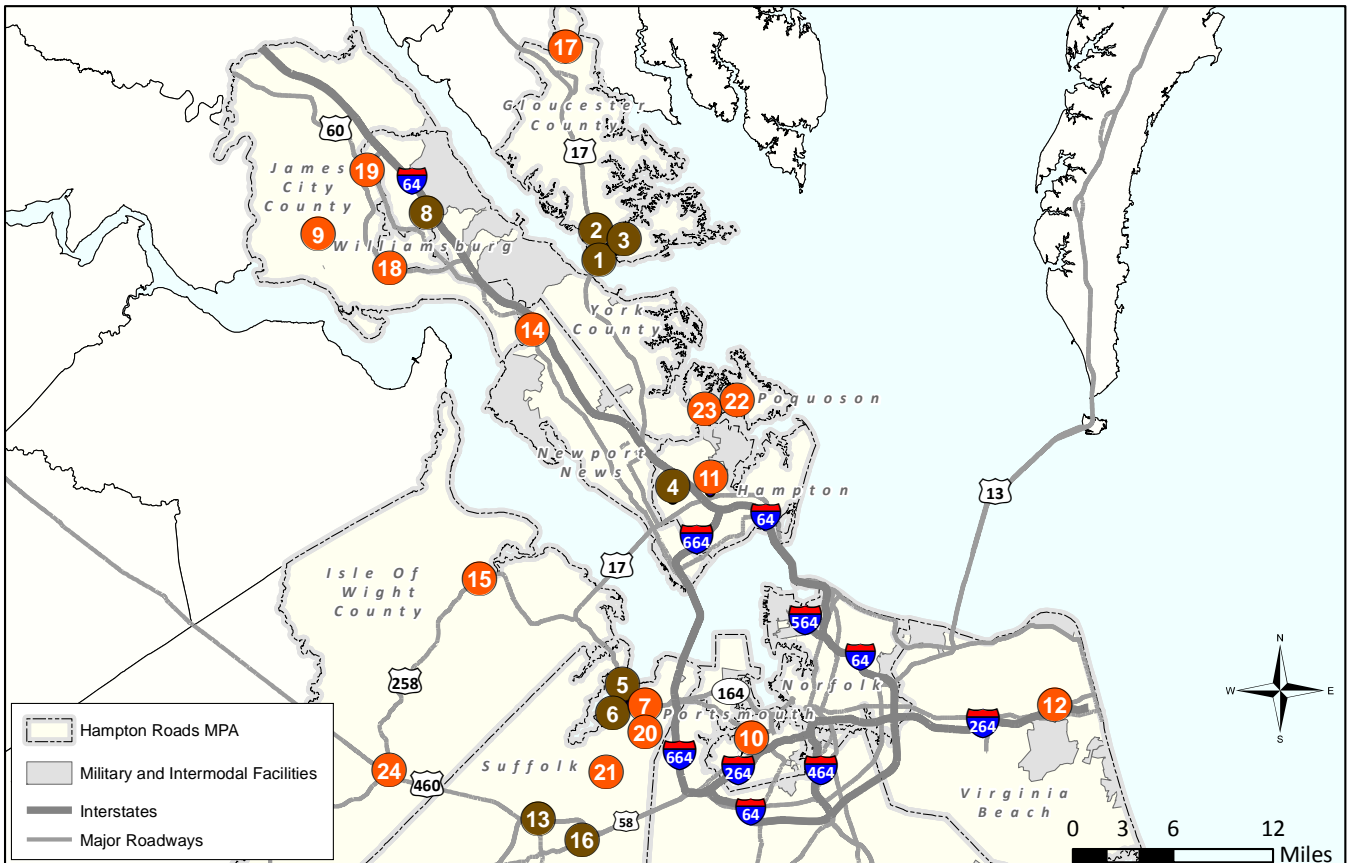 17
Gloucester
County
60
17
James
City
County
19
64
8
9
Williamsburg
18
2
3
1
York
County
14
23
22
Poquoson
Newport
News
4
11
Hampton
13
64
664
17
Isle Of
Wight
County
15
564
64
258
5
7
6
20
164
Norfolk
Portsmouth
10
12
264
664
264
464
Suffolk
21
24
460
13
16
58
64
Virginia
Beach
N
W
E
S
Hampton Roads MPA
Military and Intermodal Facilities
Interstates
Major Roadways
0 3 6 12
Miles